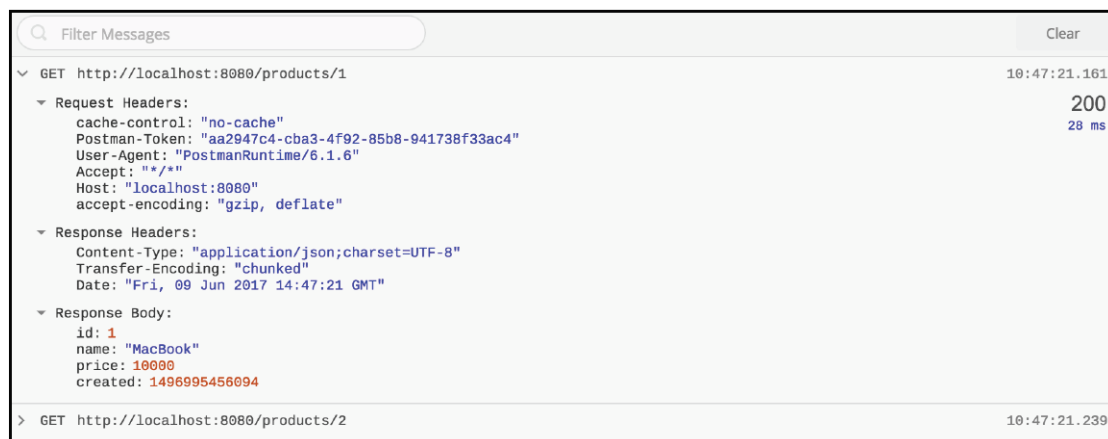 Filter Messages
Clear
GET http://localhost:8080/products/1
10:47:21.161
Request Headers:
200
cache-control: "no-cache"
28 ms
Postman-Token: "aa2947c4-cba3-4f92-85b8-941738f33ac4"
User-Agent: "PostmanRuntime/6.1.6"
Accept: "*/*"
Host: "localhost:8080"
accept-encoding: "gzip, deflate"
Response Headers:
Content-Type: "application/json;charset=UTF-8"
Transfer-Encoding: "chunked"
Date: "Fri, 09 Jun 2017 14:47:21 GMT"
Response Body:
id: 1
name: "MacBook"
price: 10000
created: 1496995456094
GET http://localhost:8080/products/2
10:47:21.239